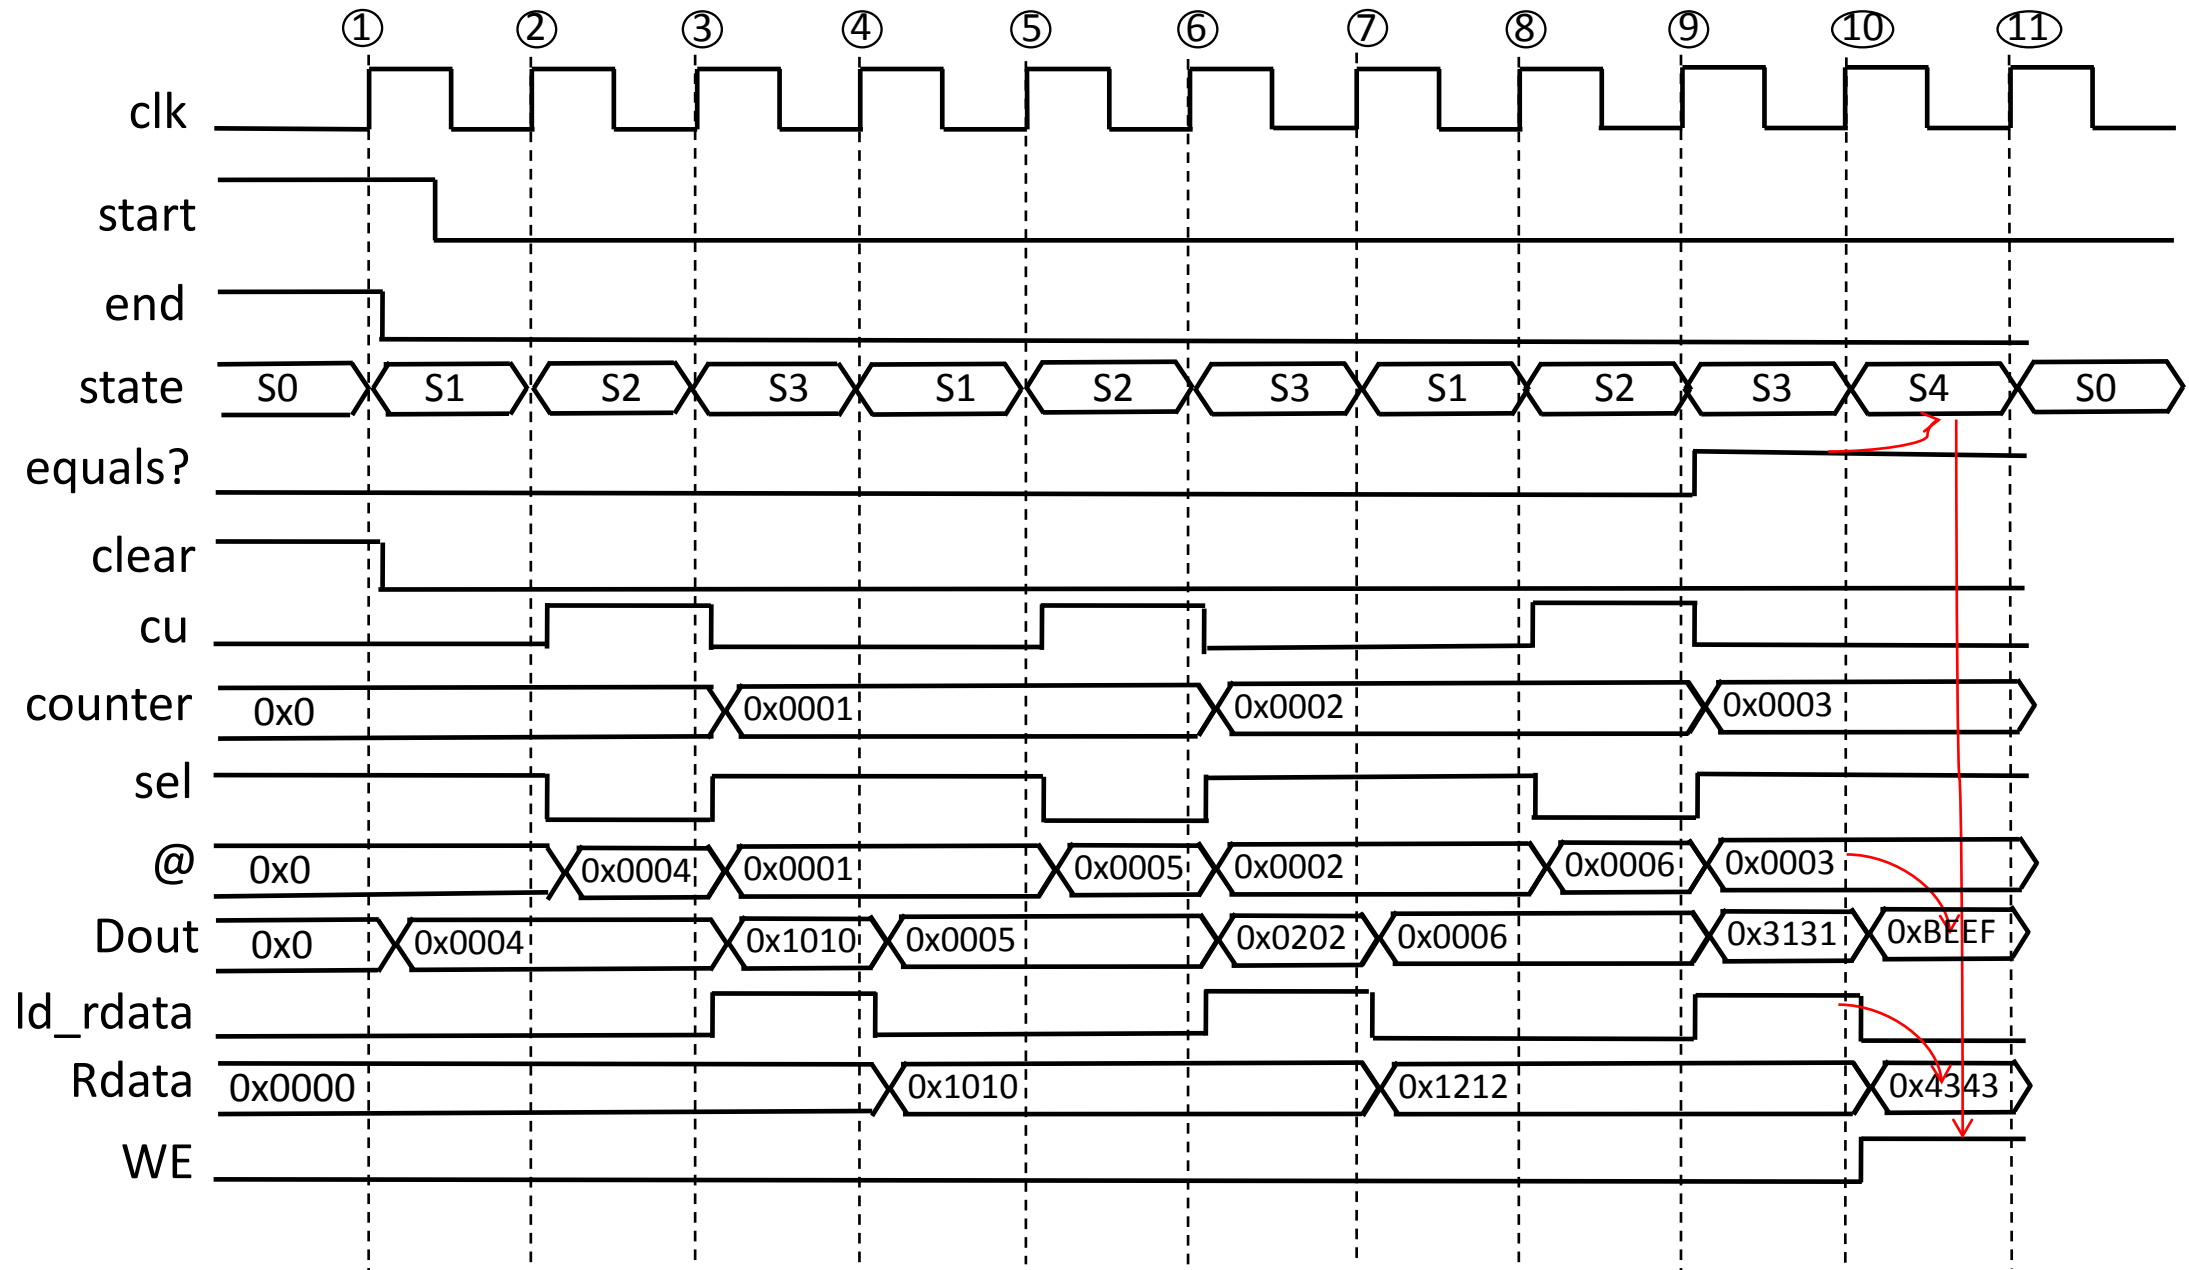 1 2 3 4 5 6 7 8 9 10 11
clk
start
end
state S0 S1 S2 S3 S1 S2 S3 S1 S2 S3 S4 S0
equals?
clear
cu
counter 0x0 0x0001 0x0002 0x0003
sel
@ 0x0 0x0004 0x0001 0x0005 0x0002 0x0006 0x0003
Dout 0x0 0x0004 0x1010 0x0005 0x0202 0x0006 0x3131 0xBEEF
ld_rdata
Rdata 0x0000 0x1010 0x1212 0x4343
WE